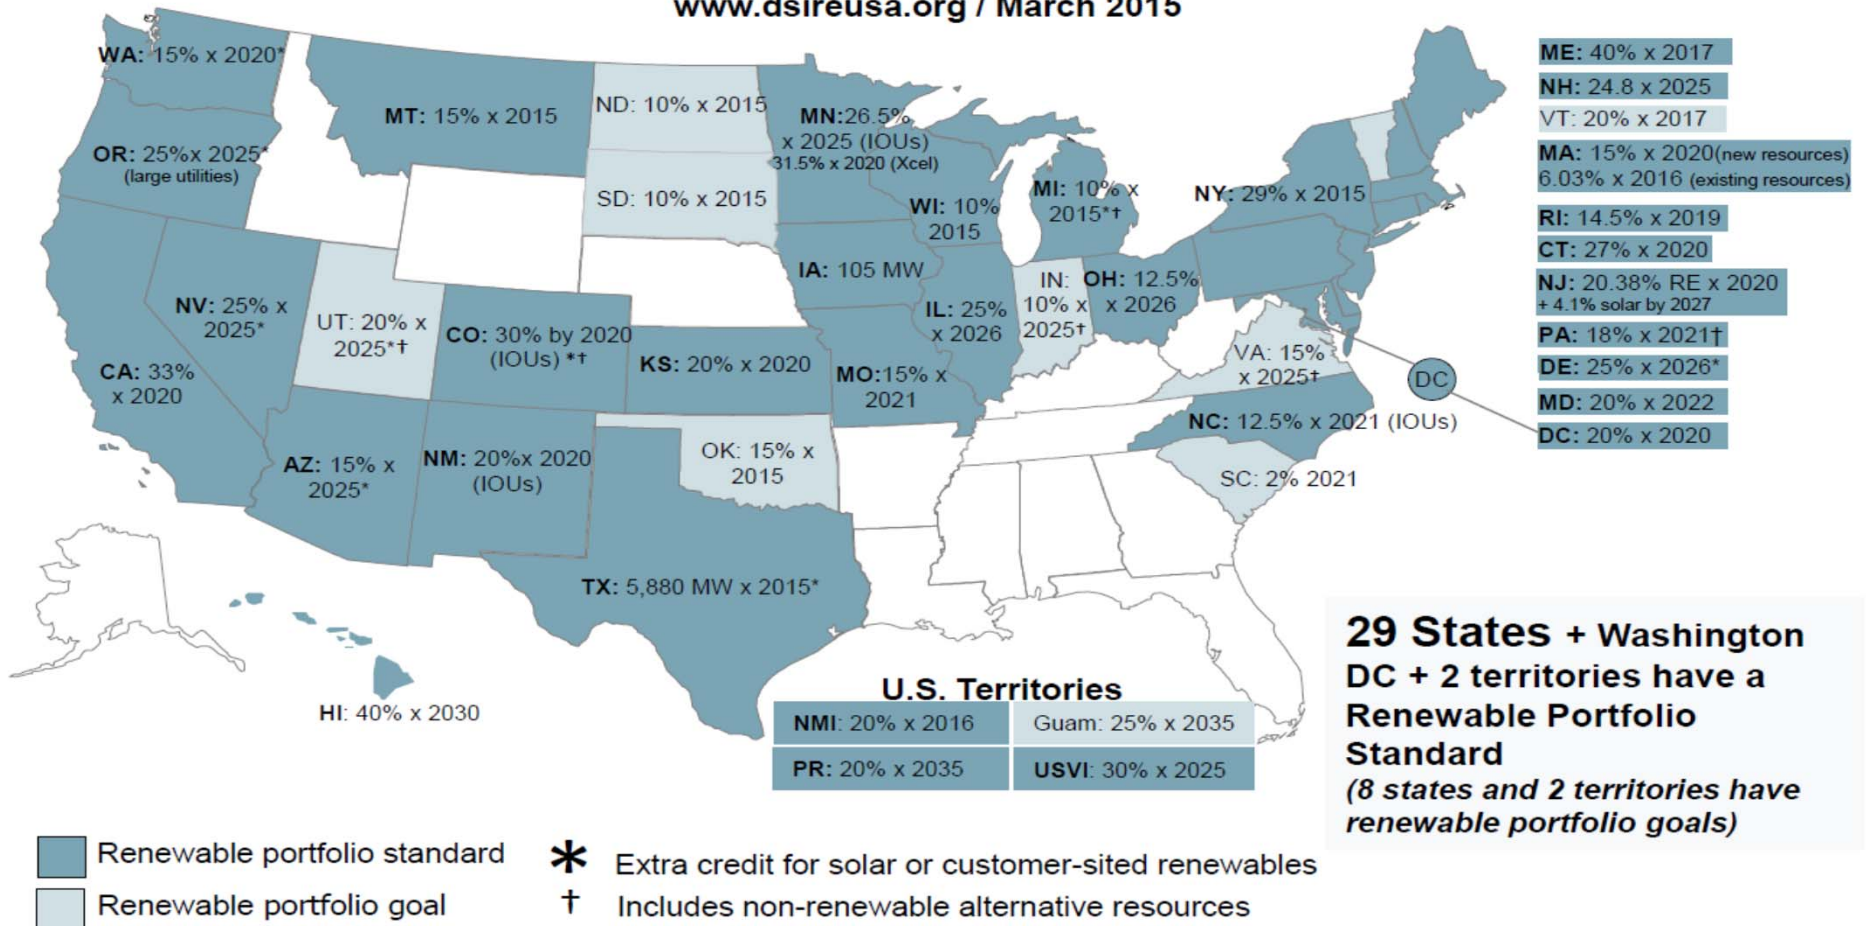 www.dsireusa.org / March 2015
WA: 15% x 2020*
OR: 25%x 2025*
(large utilities)
MT: 15% x 2015
ND: 10% x 2015
SD: 10% x 2015
MN:26.5%
x 2025 (IOUs)
31.5% x 2020 (Xcel)
WI: 10%
2015
MI: 10% x
2015*†
NY: 29% x 2015
IA: 105 MW
IL: 25%
x 2026
IN:
10% x
2025†
OH: 12.5%
x 2026
NV: 25% x
2025*
UT: 20% x
2025*†
CO: 30% by 2020
(IOUs) *†
KS: 20% x 2020
MO:15% x
2021
VA: 15%
x 2025†
CA: 33%
x 2020
AZ: 15% x
2025*
NM: 20%x 2020
(IOUs)
OK: 15% x
2015
NC: 12.5% x 2021 (IOUs)
SC: 2% 2021
TX: 5,880 MW x 2015*
HI: 40% x 2030
DC
ME: 40% x 2017
NH: 24.8 x 2025
VT: 20% x 2017
MA: 15% x 2020(new resources)
6.03% x 2016 (existing resources)
RI: 14.5% x 2019
CT: 27% x 2020
NJ: 20.38% RE x 2020
+ 4.1% solar by 2027
PA: 18% x 2021†
DE: 25% x 2026*
MD: 20% x 2022
DC: 20% x 2020
U.S. Territories
NMI: 20% x 2016
Guam: 25% x 2035
PR: 20% x 2035
USVI: 30% x 2025
29 States + Washington
DC + 2 territories have a
Renewable Portfolio
Standard
(8 states and 2 territories have
renewable portfolio goals)
Renewable portfolio standard
Renewable portfolio goal
* Extra credit for solar or customer-sited renewables
† Includes non-renewable alternative resources